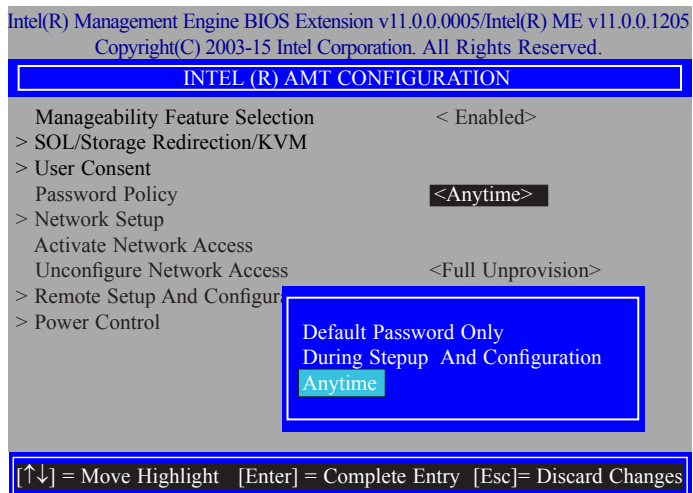 Intel(R) Management Engine BIOS Extension v11.0.0.0005/Intel(R) ME v11.0.0.1205
Copyright(C) 2003-15 Intel Corporation. All Rights Reserved.
INTEL (R) AMT CONFIGURATION
Manageability Feature Selection < Enabled>
> SOL/Storage Redirection/KVM
> User Consent
Password Policy <Anytime>
> Network Setup
Activate Network Access
Unconfigure Network Access <Full Unprovision>
> Remote Setup And Configura
> Power Control
Default Password Only
During Stepup And Configuration
Anytime
[↑↓] = Move Highlight [Enter] = Complete Entry [Esc]= Discard Changes